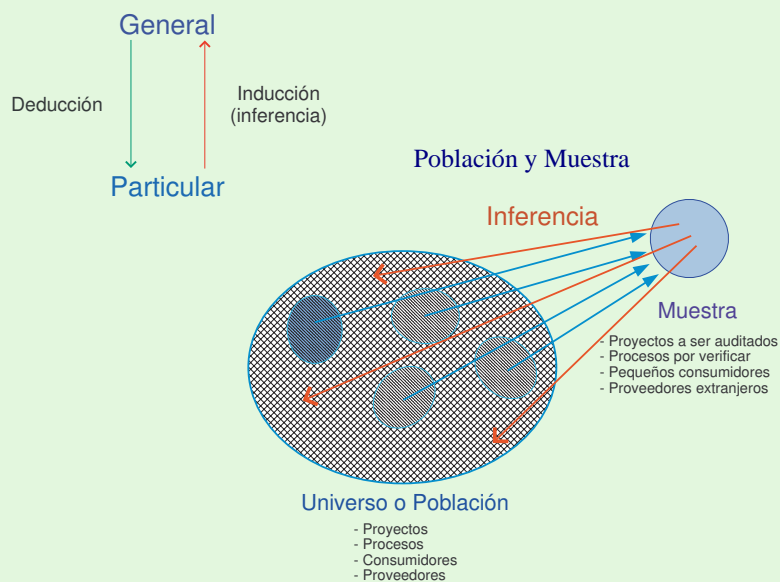 General
Deducción
Inducción
(inferencia)
Particular
Población y Muestra
Inferencia
Muestra
- Proyectos a ser auditados
- Procesos por verificar
- Pequeños consumidores
- Proveedores extranjeros
Universo o Población
- Proyectos
- Procesos
- Consumidores
- Proveedores